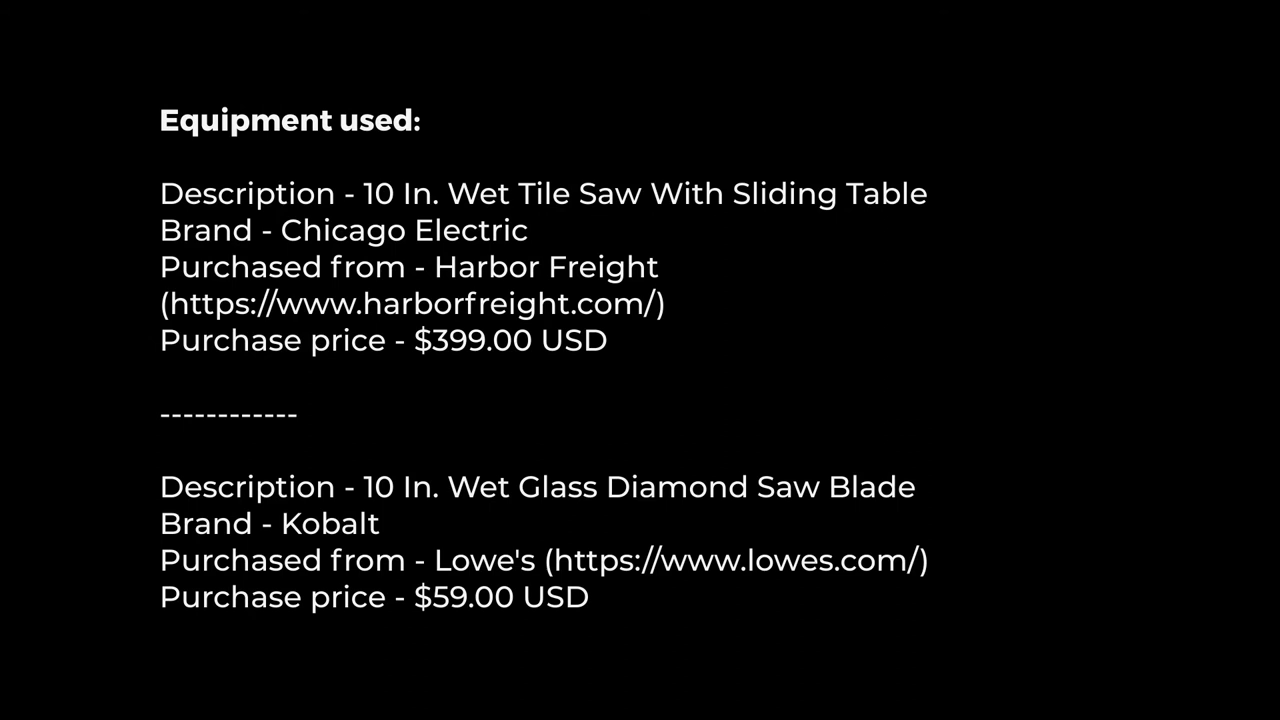 Equipment used:
Description - 10 In. Wet Tile Saw With Sliding Table
Brand - Chicago Electric
Purchased from - Harbor Freight
(https://www.harborfreight.com/)
Purchase price - $399.00 USD
------------
Description - 10 In. Wet Glass Diamond Saw Blade
Brand - Kobalt
Purchased from - Lowe's (https://www.lowes.com/)
Purchase price - $59.00 USD